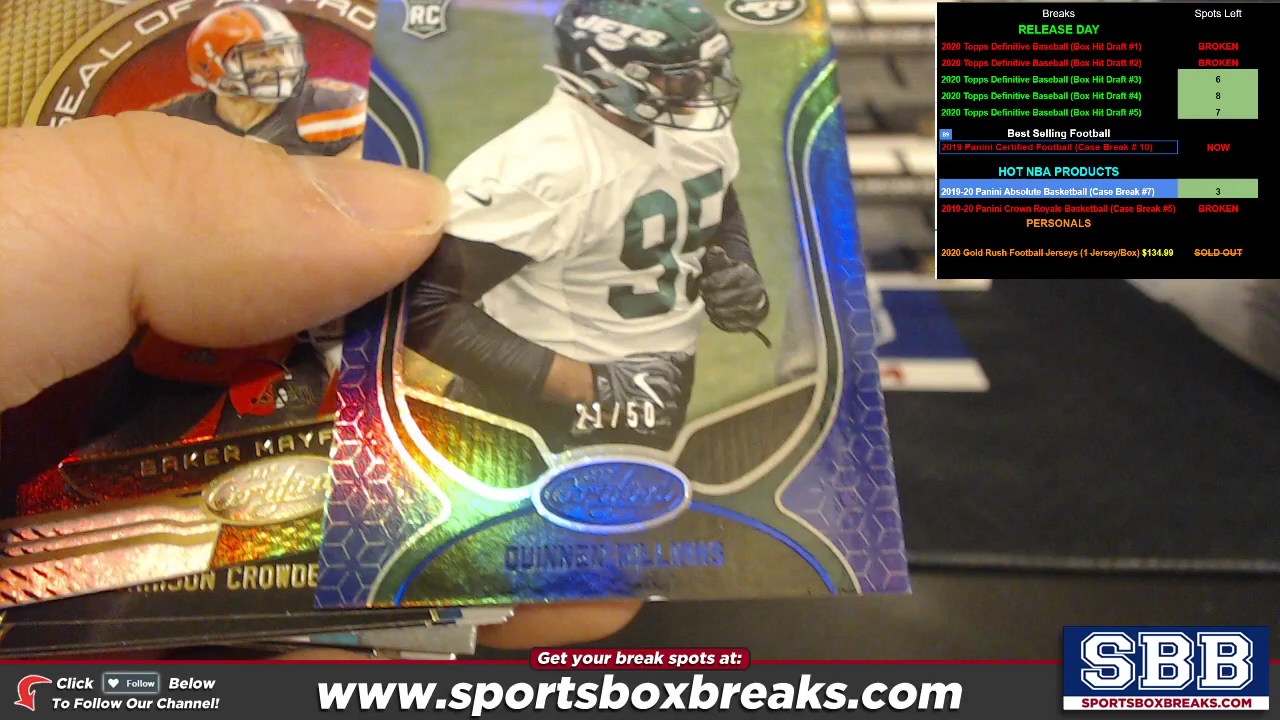 SEAL OF APPRO
BAKER MAYF
Certified
CROWDE
RC
JETS
95
21/50
Certified
QUINNEN WILLIAMS
Breaks Spots Left
RELEASE DAY
2020 Topps Definitive Baseball (Box Hit Draft #1) BROKEN
2020 Topps Definitive Baseball (Box Hit Draft #2) BROKEN
2020 Topps Definitive Baseball (Box Hit Draft #3) 6
2020 Topps Definitive Baseball (Box Hit Draft #4) 8
2020 Topps Definitive Baseball (Box Hit Draft #5) 7
Best Selling Football
2019 Panini Certified Football (Case Break # 10) NOW
HOT NBA PRODUCTS
2019-20 Panini Absolute Basketball (Case Break #7) 3
2019-20 Panini Crown Royale Basketball (Case Break #5) BROKEN
PERSONALS
2020 Gold Rush Football Jerseys (1 Jersey/Box) $134.99 SOLD OUT
Get your break spots at:
www.sportsboxbreaks.com
Click Follow Below
To Follow Our Channel!
SBB
SPORTSBOXBREAKS.COM